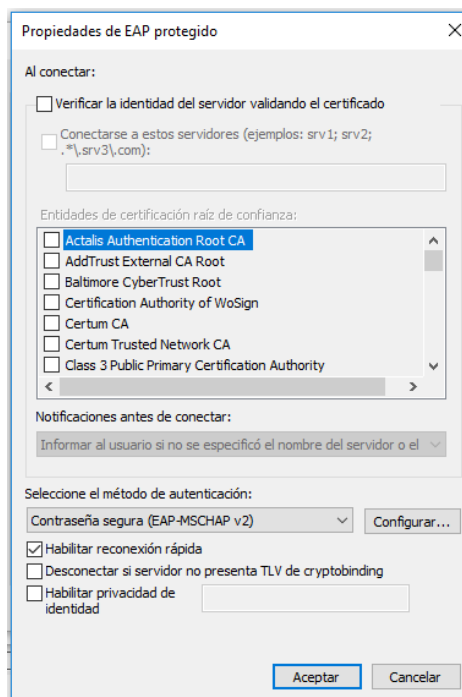 Propiedades de EAP protegido
Al conectar:
Verificar la identidad del servidor validando el certificado
Conectarse a estos servidores (ejemplos: srv1; srv2;
.*\.srv3\.com):
Entidades de certificación raíz de confianza:
Actalis Authentication Root CA
AddTrust External CA Root
Baltimore CyberTrust Root
Certification Authority of WoSign
Certum CA
Certum Trusted Network CA
Class 3 Public Primary Certification Authority
Notificaciones antes de conectar:
Informar al usuario si no se especificó el nombre del servidor o el
Seleccione el método de autenticación:
Contraseña segura (EAP-MSCHAP v2)
Configurar...
Habilitar reconexión rápida
Desconectar si servidor no presenta TLV de cryptobinding
Habilitar privacidad de
identidad
Aceptar
Cancelar